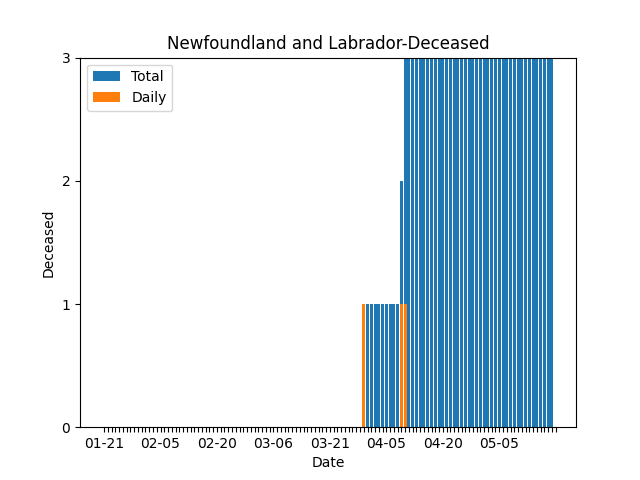 Newfoundland and Labrador-Deceased
Total
Daily
3
2
1
0
Deceased
01-21 02-05 02-20 03-06 03-21 04-05 04-20 05-05
Date